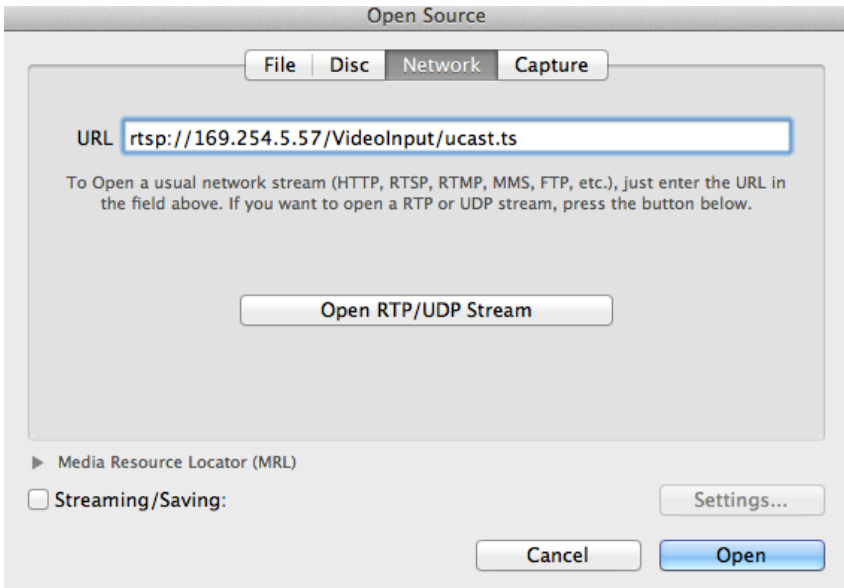 Open Source
File Disc Network Capture
URL rtsp://169.254.5.57/VideoInput/ucast.ts
To Open a usual network stream (HTTP, RTSP, RTMP, MMS, FTP, etc.), just enter the URL in
the field above. If you want to open a RTP or UDP stream, press the button below.
Open RTP/UDP Stream
Media Resource Locator (MRL)
Streaming/Saving:
Settings...
Cancel Open